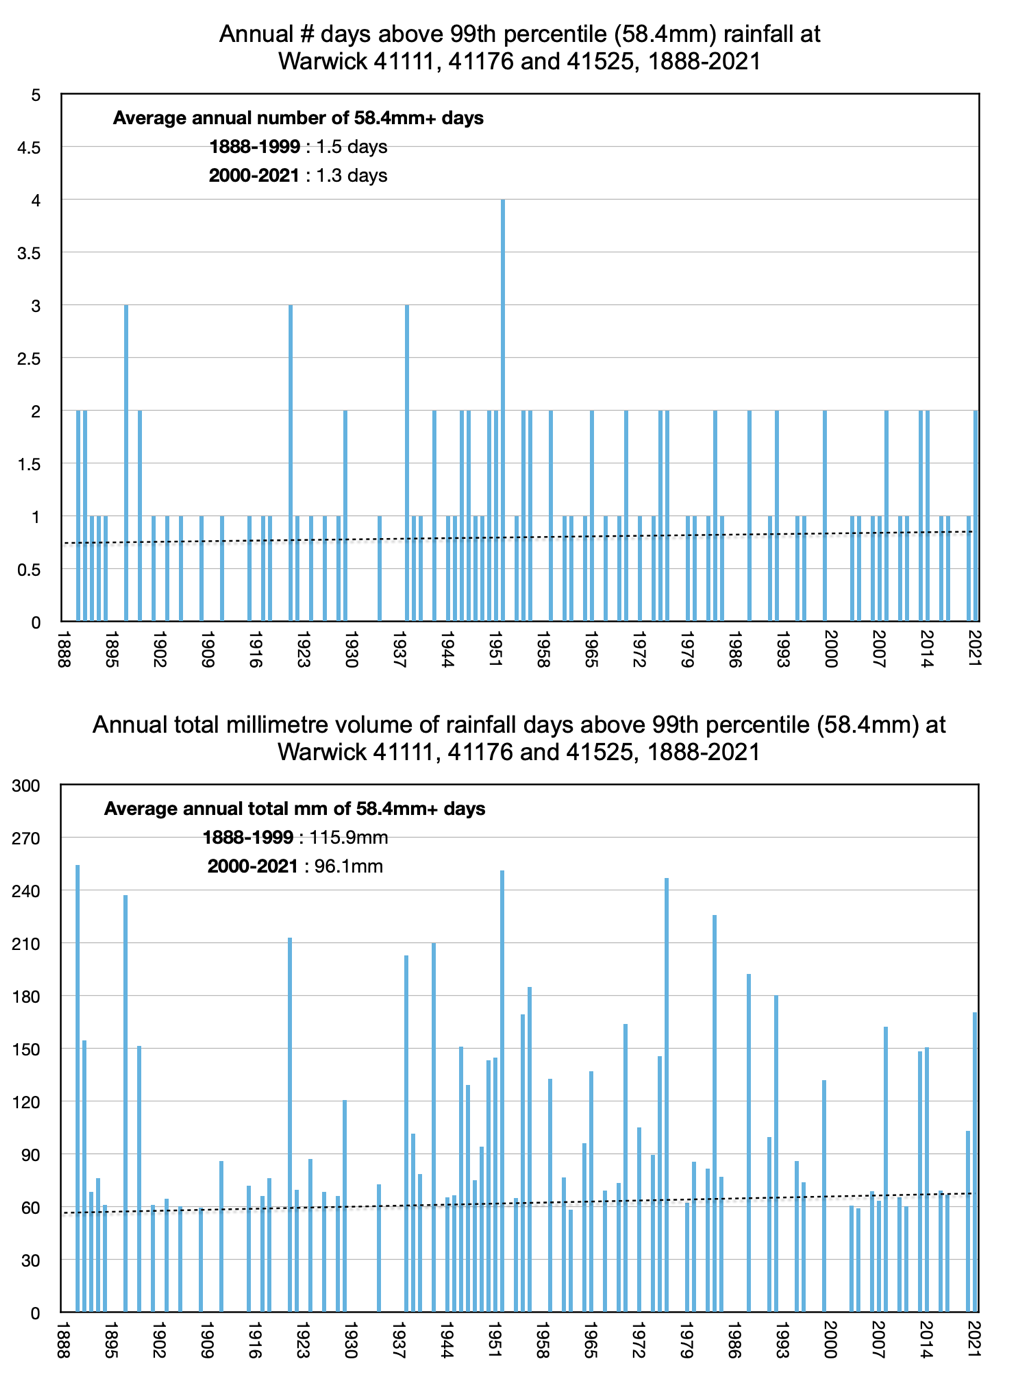 Annual # days above 99th percentile (58.4mm) rainfall at
Warwick 41111, 41176 and 41525, 1888-2021
5
Average annual number of 58.4mm+ days
4.5
1888-1999 : 1.5 days
2000-2021 : 1.3 days
4
3.5
3
2.5
2
1.5
1
0.5
0
1888 1895 1902 1909 1916 1923 1930 1937 1944 1951 1958 1965 1972 1979 1986 1993 2000 2007 2014 2021
Annual total millimetre volume of rainfall days above 99th percentile (58.4mm) at
Warwick 41111, 41176 and 41525, 1888-2021
300
Average annual total mm of 58.4mm+ days
270
1888-1999 : 115.9mm
2000-2021 : 96.1mm
240
210
180
150
120
90
60
30
0
1888 1895 1902 1909 1916 1923 1930 1937 1944 1951 1958 1965 1972 1979 1986 1993 2000 2007 2014 2021